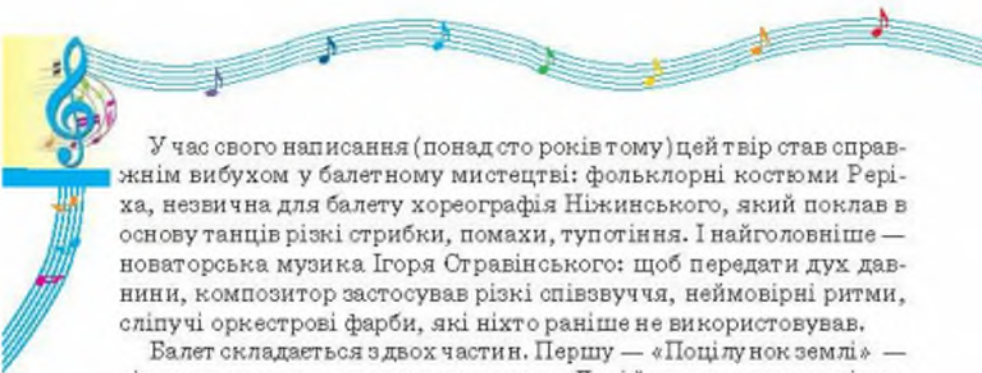 У час свого написання (понад сто років тому) цей твір став справ-
жнім вибухом у балетному мистецтві: фольклорні костюми Рері-
ха, незвична для балету хореографія Ніжинського, який поклав в
основу танців різкі стрибки, помахи, тупотіння. І найголовніше —
новаторська музика Ігоря Стравінського: щоб передати дух дав-
нини, композитор застосував різкі співзвуччя, неймовірні ритми,
сліпучі оркестрові фарби, які ніхто раніше не використовував.
Балет складається з двох частин. Першу — «Поцілунок землі» —